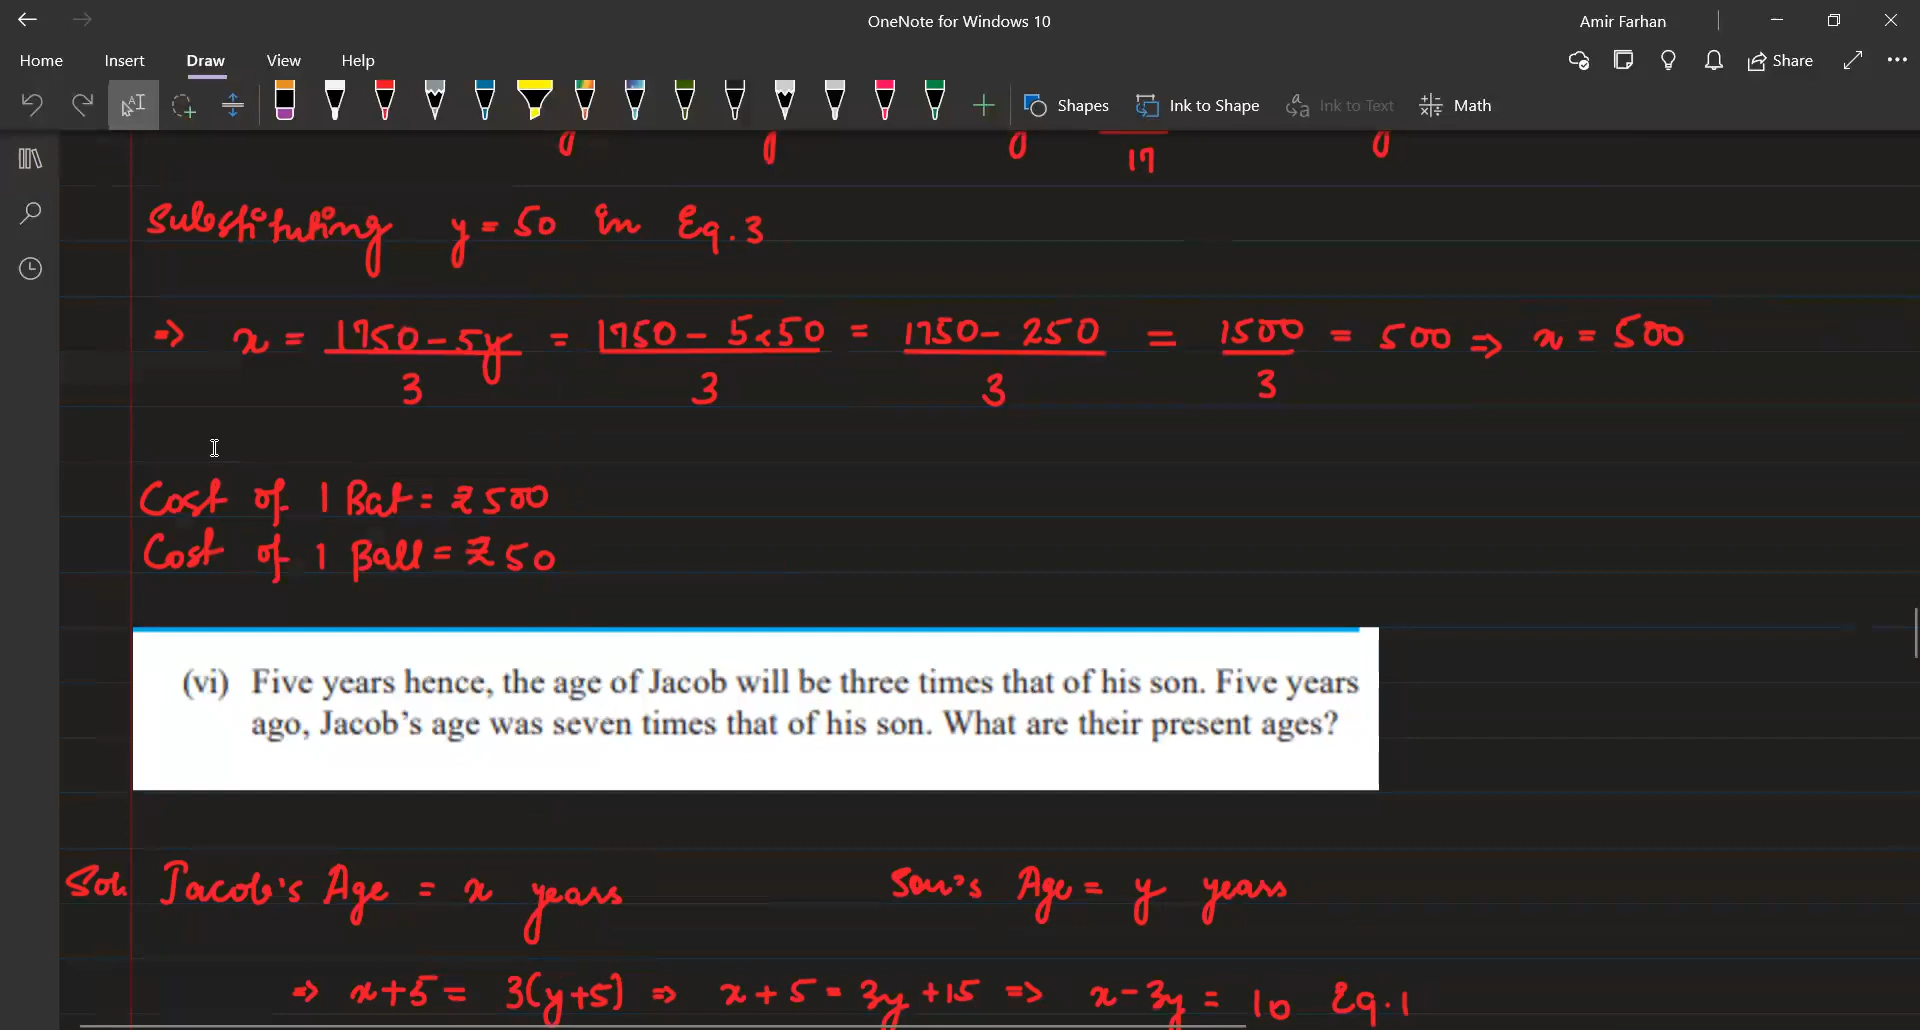 OneNote for Windows 10
Amir Farhan
Home Insert Draw View Help
Share
Shapes Ink to Shape Ink to Text Math
y y y 17 y
Substituting y = 50 in Eq. 3
=> x = 1750 - 5y / 3 = 1750 - 5x50 / 3 = 1750 - 250 / 3 = 1500 / 3 = 500 => x = 500
Cost of 1 Bat = ₹500
Cost of 1 Ball = ₹50
(vi) Five years hence, the age of Jacob will be three times that of his son. Five years
ago, Jacob's age was seven times that of his son. What are their present ages?
Sol. Jacob's Age = x years Son's Age = y years
=> x+5 = 3(y+5) => x + 5 = 3y + 15 => x - 3y = 10 Eq. 1